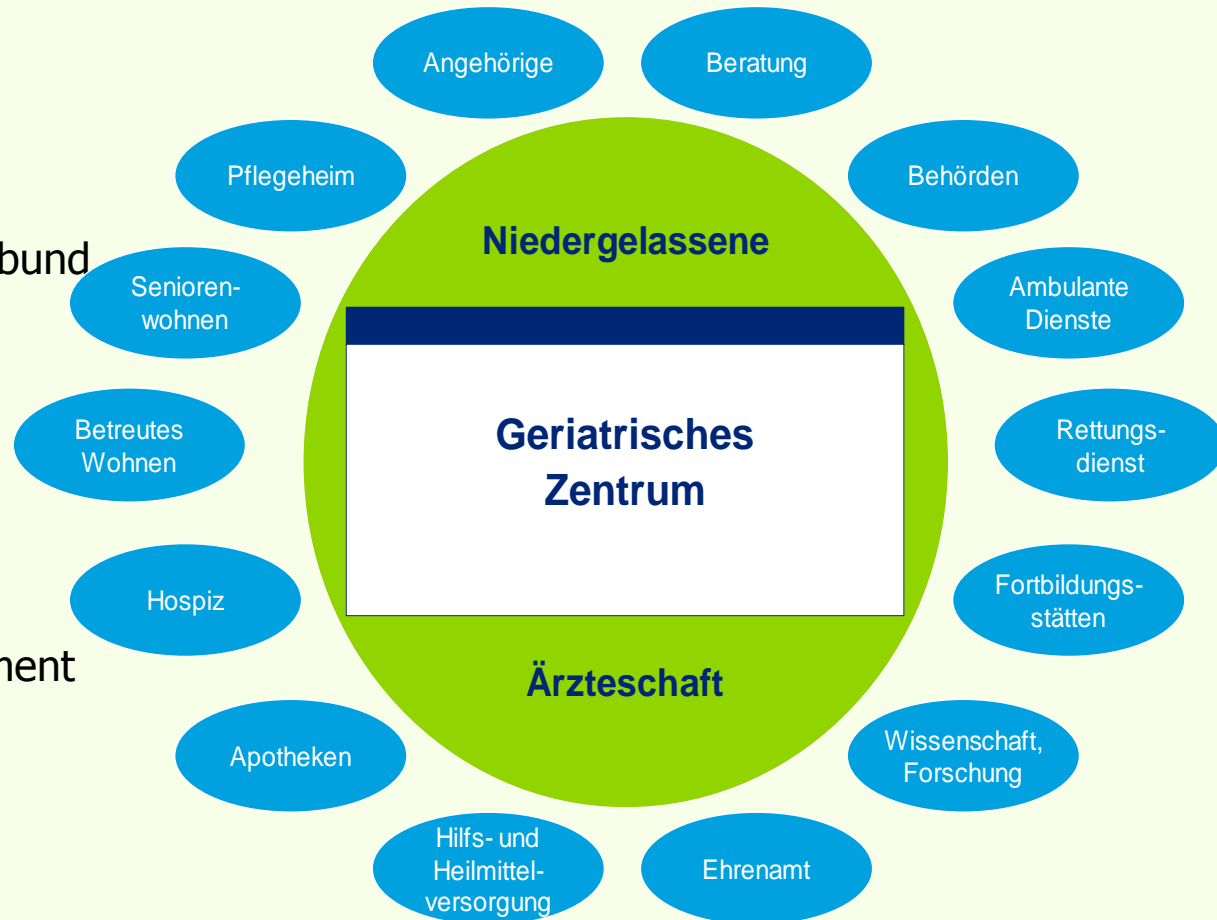 Angehörige
Beratung
Pflegeheim
Behörden
Niedergelassene
bund
Senioren-
wohnen
Ambulante
Dienste
Geriatrisches
Zentrum
Betreutes
Wohnen
Rettungs-
dienst
Hospiz
Fortbildungs-
stätten
ment
Ärzteschaft
Apotheken
Wissenschaft,
Forschung
Hilfs- und
Heilmittel-
versorgung
Ehrenamt